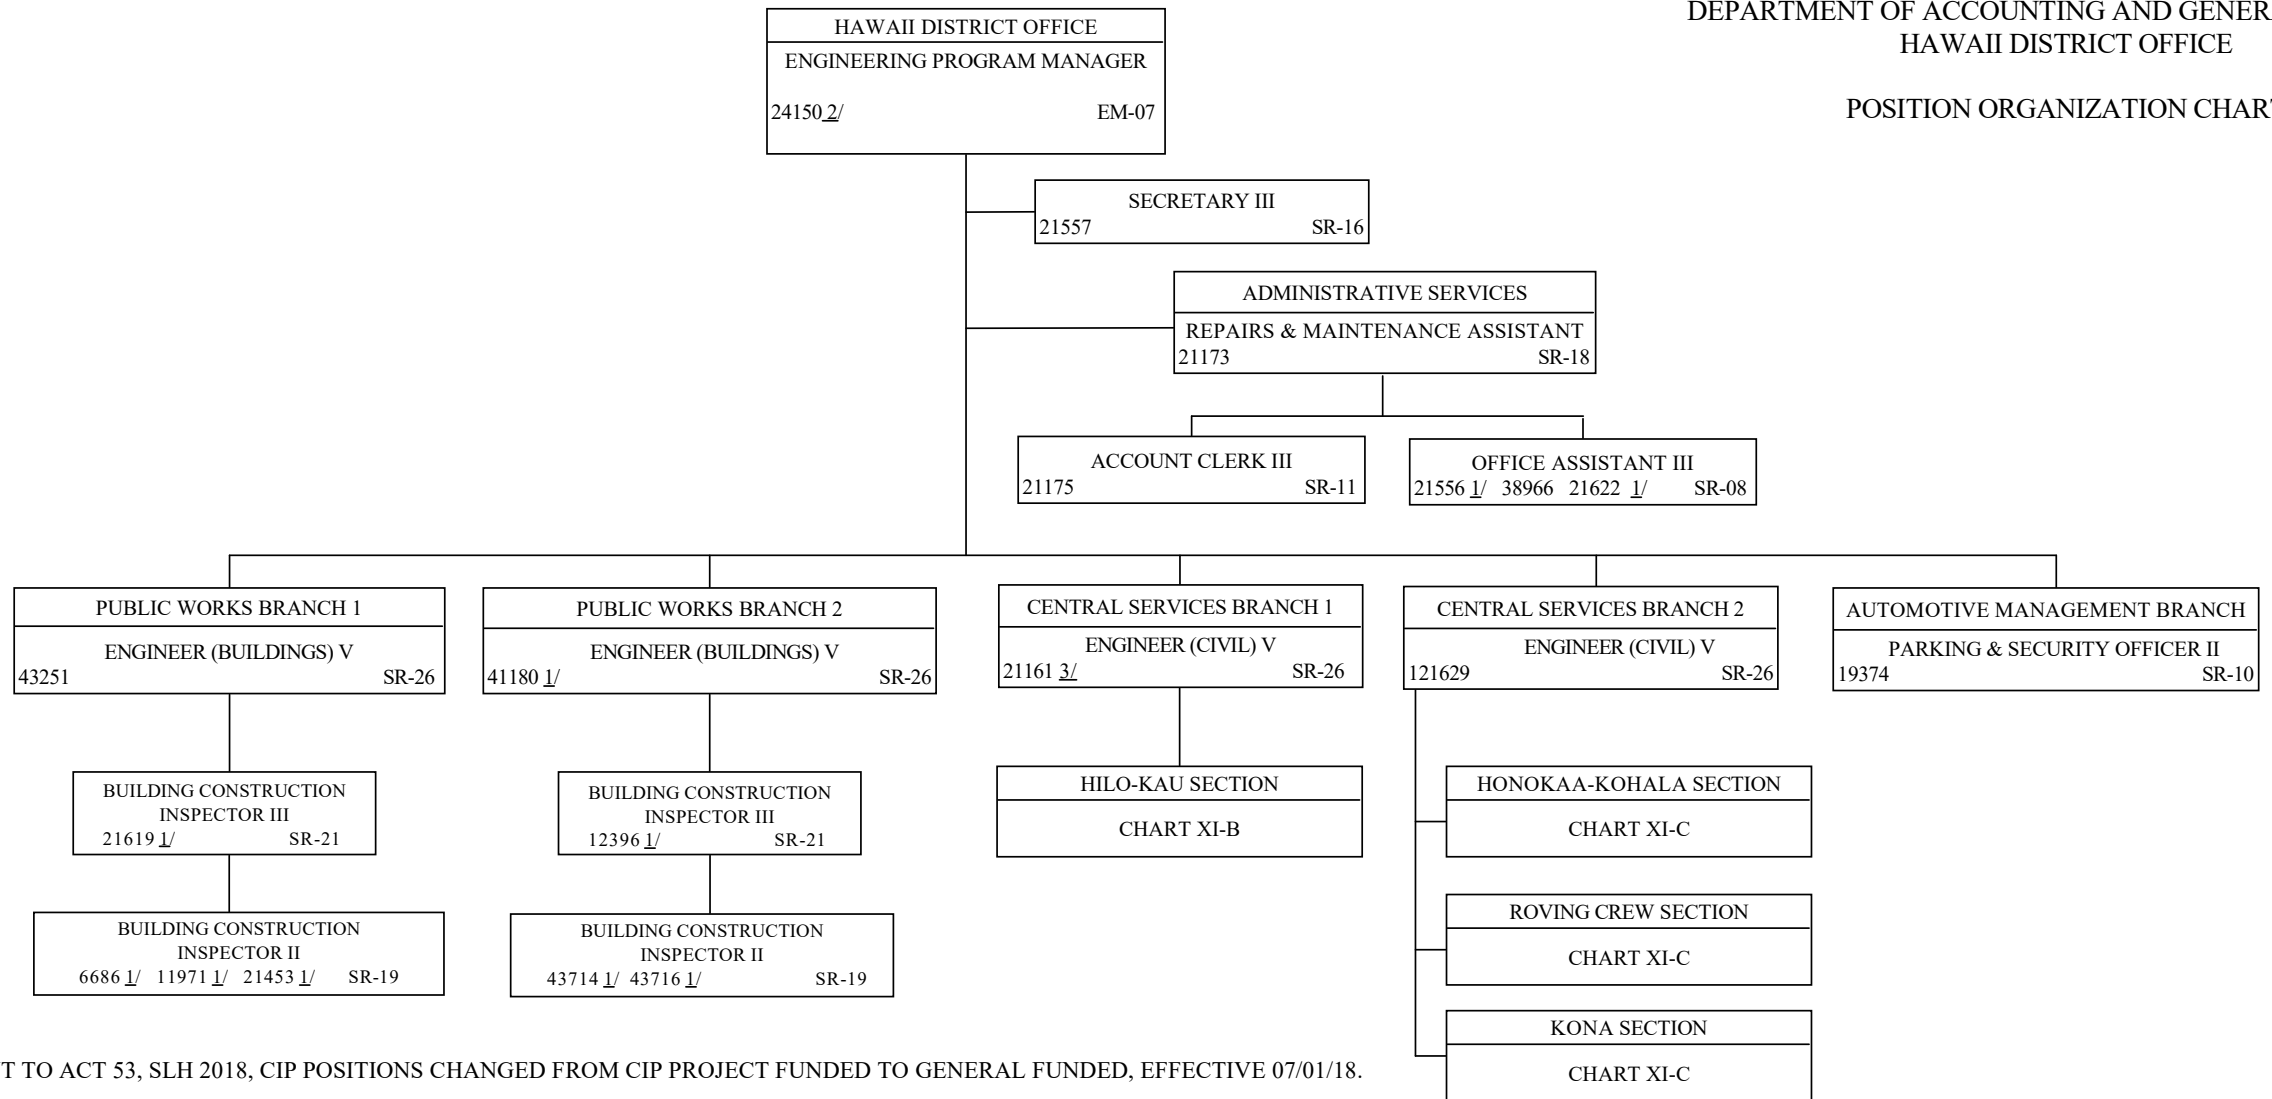 DEPARTMENT OF ACCOUNTING AND
HAWAII DISTRICT OFFICE
POSITION ORGANIZATION
HAWAII DISTRICT OFFICE
ENGINEERING PROGRAM MANAGER
24150 2/ EM-07
SECRETARY III
21557 SR-16
ADMINISTRATIVE SERVICES
REPAIRS & MAINTENANCE ASSISTANT
21173 SR-18
ACCOUNT CLERK III
21175 SR-11
OFFICE ASSISTANT III
21556 1/ 38966 21622 1/ SR-08
PUBLIC WORKS BRANCH 1
ENGINEER (BUILDINGS) V
43251 SR-26
PUBLIC WORKS BRANCH 2
ENGINEER (BUILDINGS) V
41180 1/ SR-26
CENTRAL SERVICES BRANCH 1
ENGINEER (CIVIL) V
21161 3/ SR-26
CENTRAL SERVICES BRANCH 2
ENGINEER (CIVIL) V
121629 SR-26
AUTOMOTIVE MANAGEMENT BRANCH
PARKING & SECURITY OFFICER II
19374 SR-10
BUILDING CONSTRUCTION
INSPECTOR III
21619 1/ SR-21
BUILDING CONSTRUCTION
INSPECTOR III
12396 1/ SR-21
HILO-KAU SECTION
CHART XI-B
HONOKAA-KOHALA SECTION
CHART XI-C
BUILDING CONSTRUCTION
INSPECTOR II
6686 1/ 11971 1/ 21453 1/ SR-19
BUILDING CONSTRUCTION
INSPECTOR II
43714 1/ 43716 1/ SR-19
ROVING CREW SECTION
CHART XI-C
KONA SECTION
CHART XI-C
TO ACT 53, SLH 2018, CIP POSITIONS CHANGED FROM CIP PROJECT FUNDED TO GENERAL FUNDED, EFFECTIVE 07/01/18.